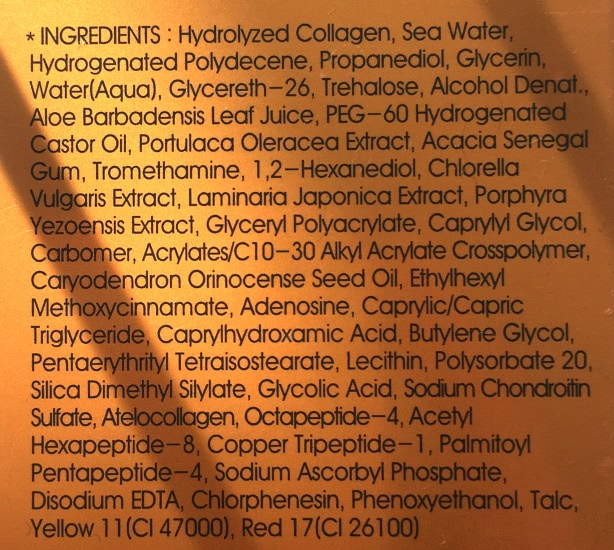 * INGREDIENTS : Hydrolyzed Collagen, Sea Water,
Hydrogenated Polydecene, Propanediol, Glycerin,
Water(Aqua), Glycereth-26, Trehalose, Alcohol Denat.,
Aloe Barbadensis Leaf Juice, PEG-60 Hydrogenated
Castor Oil, Portulaca Oleracea Extract, Acacia Senegal
Gum, Tromethamine, 1,2-Hexanediol, Chlorella
Vulgaris Extract, Laminaria Japonica Extract, Porphyra
Yezoensis Extract, Glyceryl Polyacrylate, Caprylyl Glycol,
Carbomer, Acrylates/C10-30 Alkyl Acrylate Crosspolymer,
Caryodendron Orinocense Seed Oil, Ethylhexyl
Methoxycinnamate, Adenosine, Caprylic/Capric
Triglyceride, Caprylhydroxamic Acid, Butylene Glycol,
Pentaerythrityl Tetraisostearate, Lecithin, Polysorbate 20,
Silica Dimethyl Silylate, Glycolic Acid, Sodium Chondroitin
Sulfate, Atelocollagen, Octapeptide-4, Acetyl
Hexapeptide-8, Copper Tripeptide-1, Palmitoyl
Pentapeptide-4, Sodium Ascorbyl Phosphate,
Disodium EDTA, Chlorphenesin, Phenoxyethanol, Talc,
Yellow 11(CI 47000), Red 17(CI 26100)